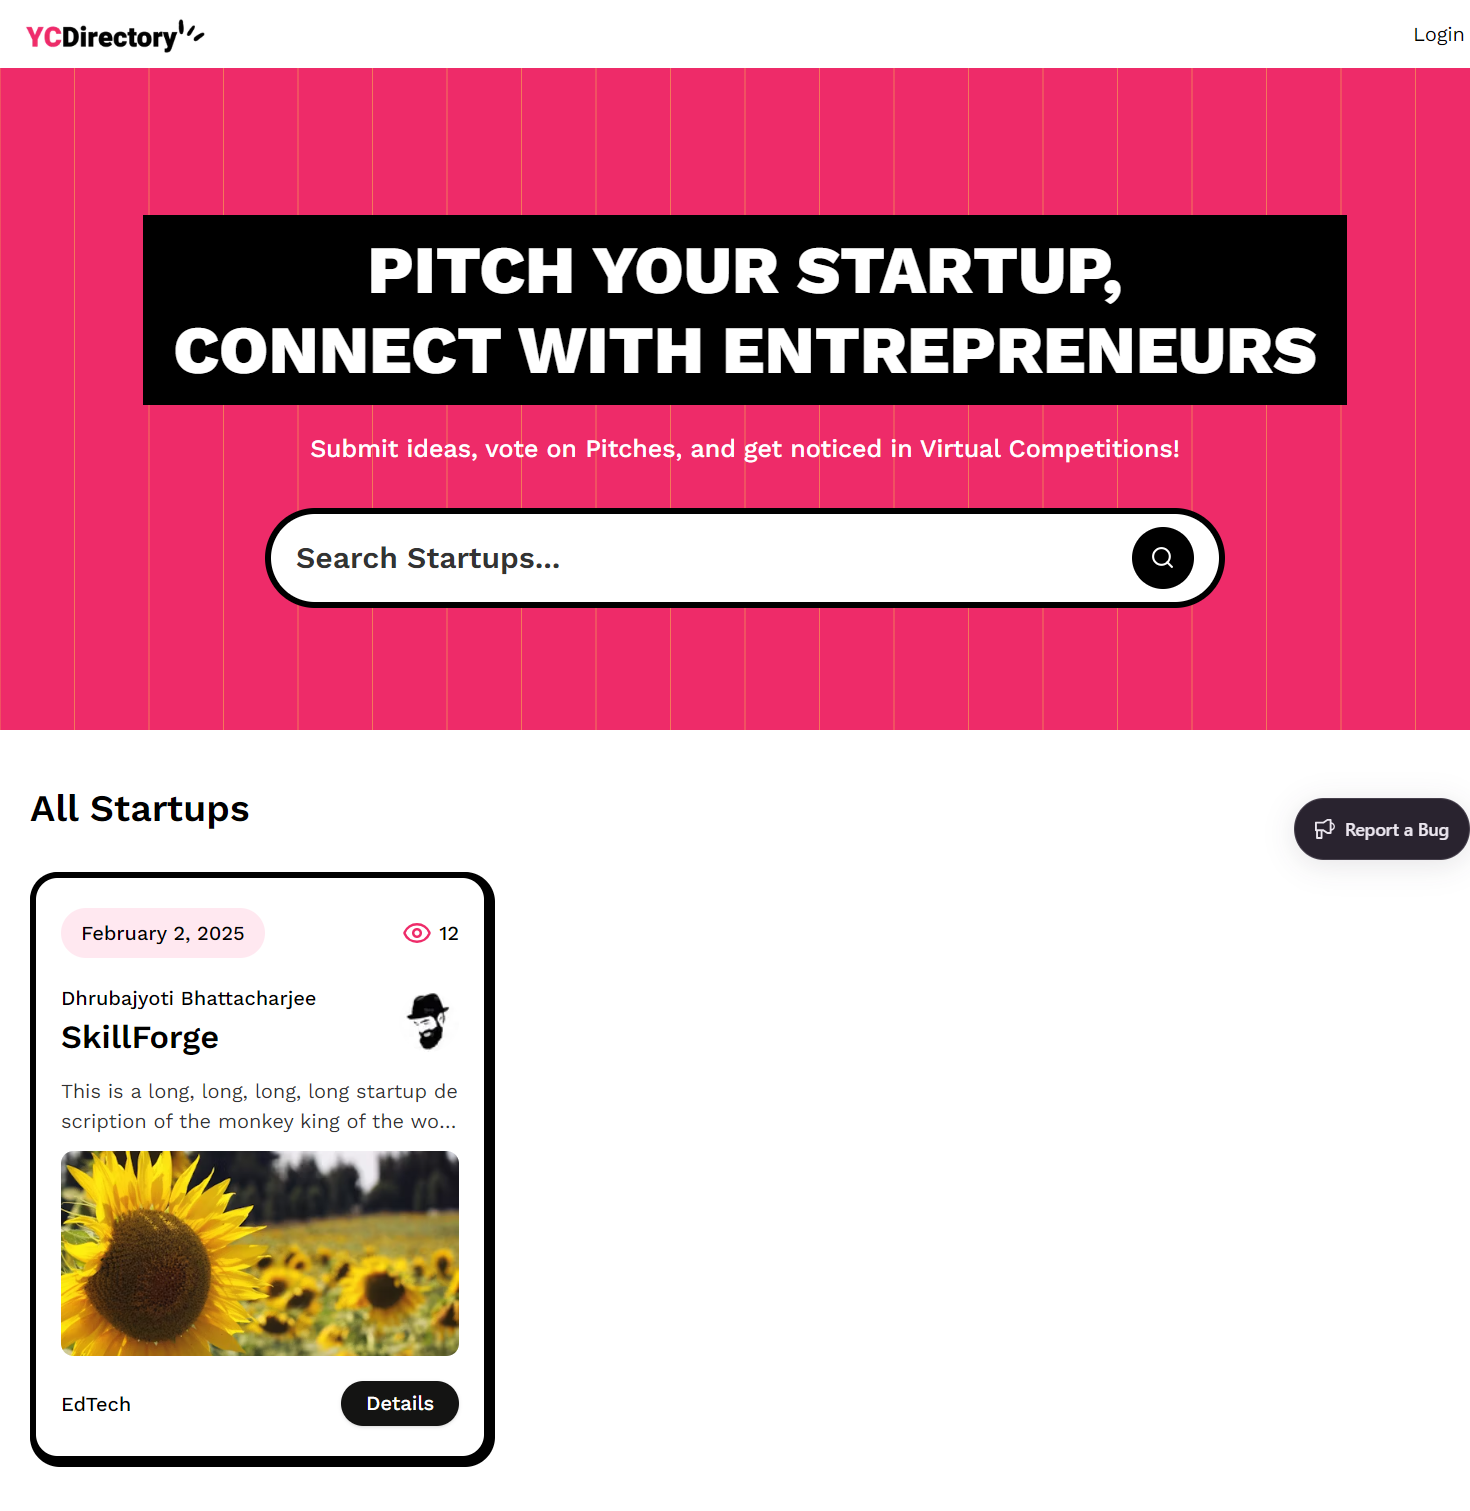 YCDirectory
Login
PITCH YOUR STARTUP,
CONNECT WITH ENTREPRENEURS
Submit ideas, vote on Pitches, and get noticed in Virtual Competitions!
Search Startups...
All Startups
Report a Bug
February 2, 2025
12
Dhrubajyoti Bhattacharjee
SkillForge
This is a long, long, long, long startup de
scription of the monkey king of the wo...
EdTech
Details